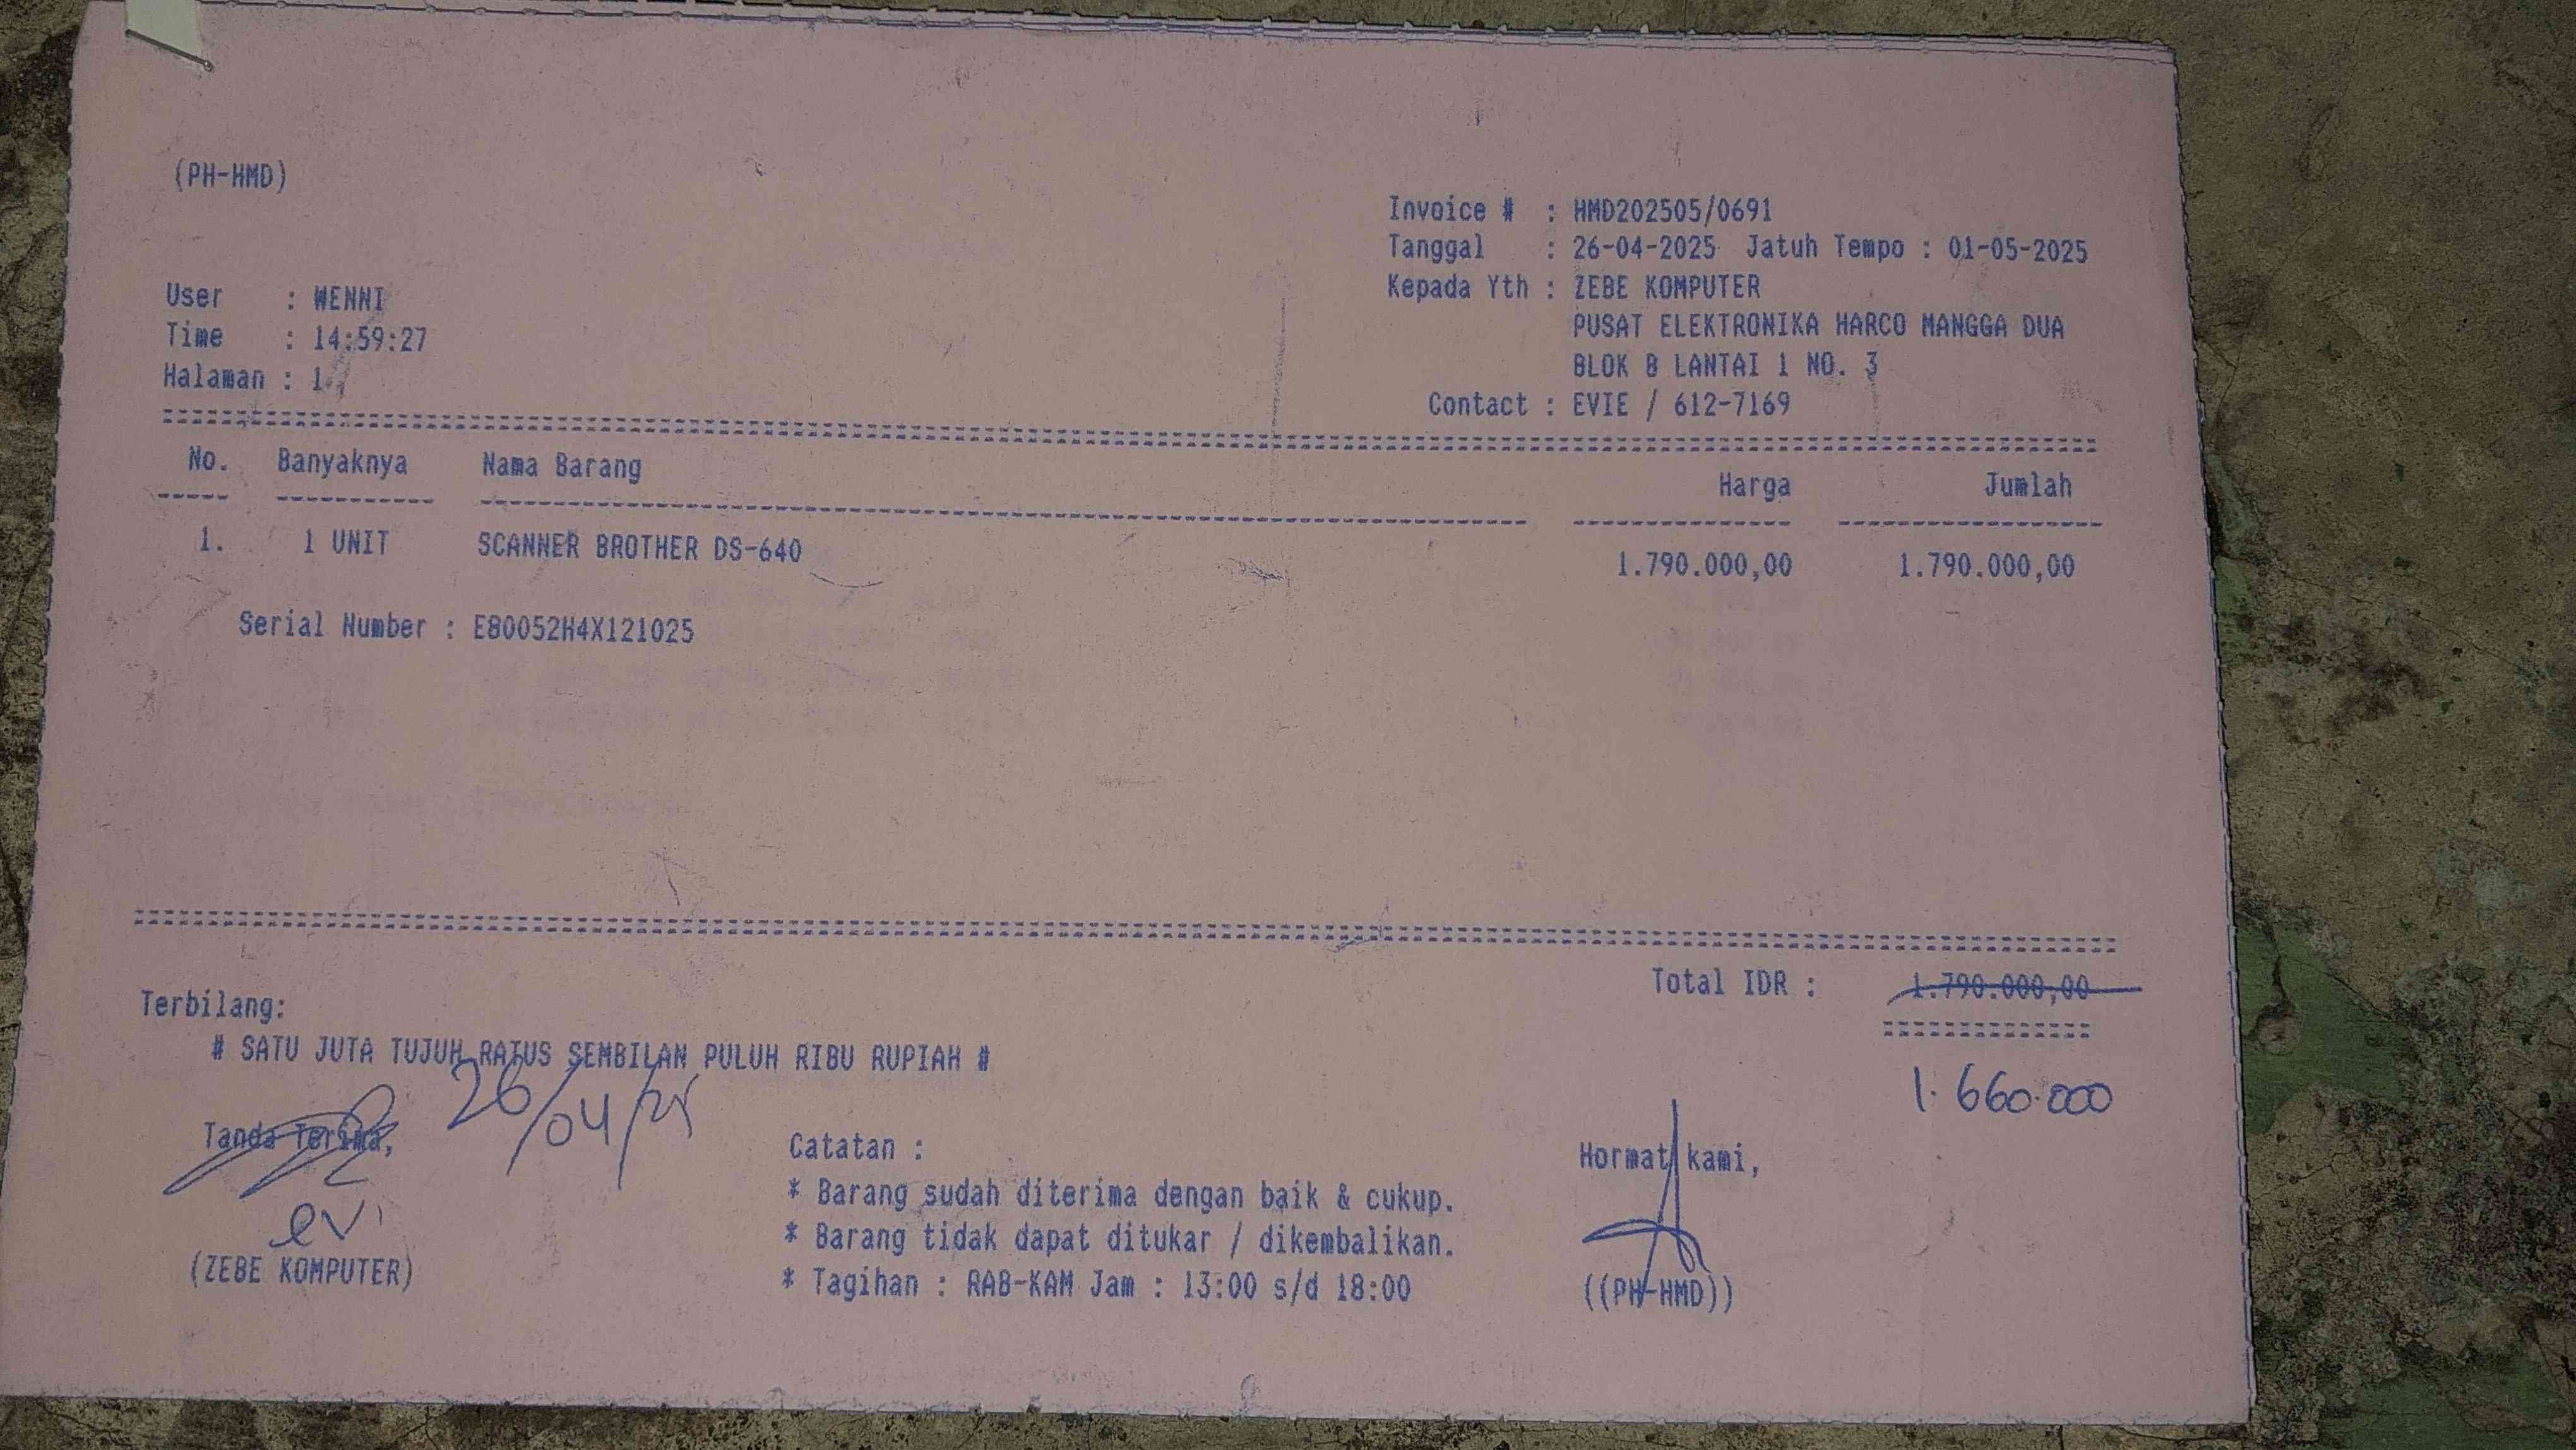 (PH-HMD)
Invoice # : HMD202505/0691
Tanggal : 26-04-2025 Jatuh Tempo : 01-05-2025
Kepada Yth : ZEBE KOMPUTER
PUSAT ELEKTRONIKA HARCO MANGGA DUA
BLOK B LANTAI 1 NO. 3
Contact : EVIE / 612-7169
User : WENNI
Time : 14:59:27
Halaman : 1
No. Banyaknya Nama Barang Harga Jumlah
1. 1 UNIT SCANNER BROTHER DS-640 1.790.000,00 1.790.000,00
Serial Number : E80052H4X121025
Total IDR : 1.790.000,00
1.660.000
Terbilang:
# SATU JUTA TUJUH RATUS SEMBILAN PULUH RIBU RUPIAH #
26/04/25
Tanda Terima,
evi
(ZEBE KOMPUTER)
Catatan :
* Barang sudah diterima dengan baik & cukup.
* Barang tidak dapat ditukar / dikembalikan.
* Tagihan : RAB-KAM Jam : 13:00 s/d 18:00
Hormat kami,
((PH-HMD))